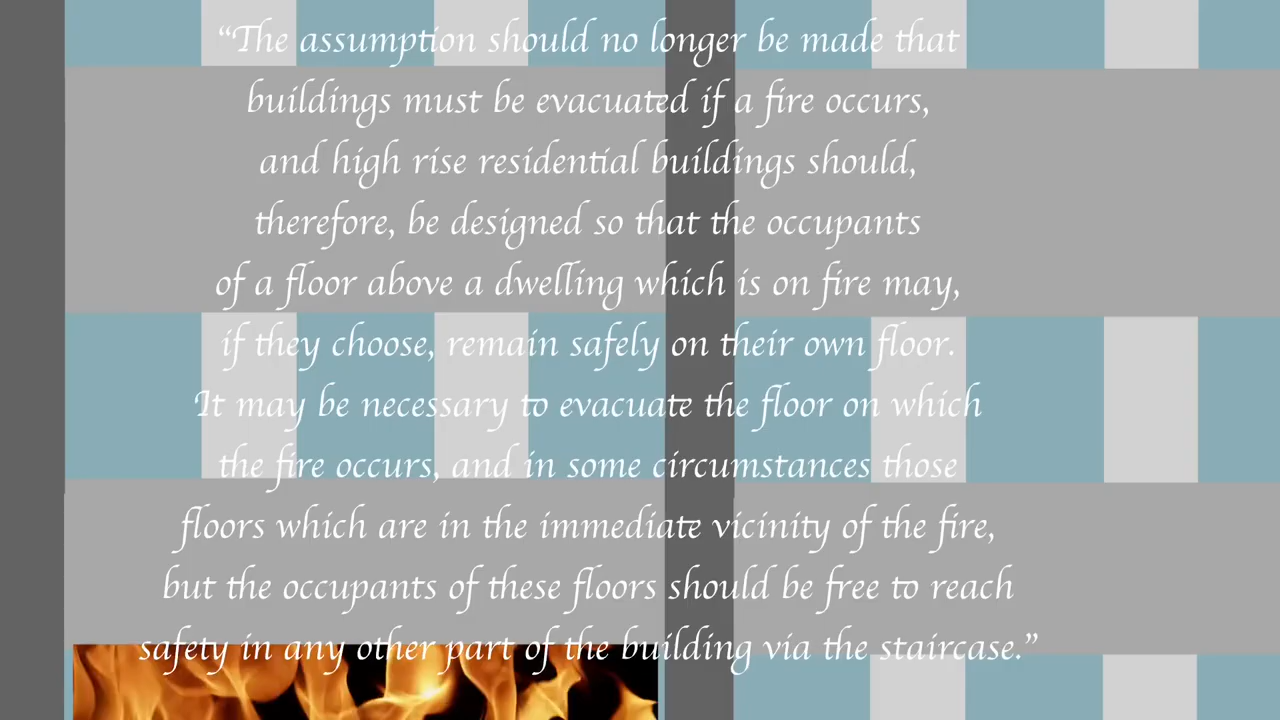 “The assumption should no longer be made that
buildings must be evacuated if a fire occurs,
and high rise residential buildings should,
therefore, be designed so that the occupants
of a floor above a dwelling which is on fire may,
if they choose, remain safely on their own floor.
It may be necessary to evacuate the floor on which
the fire occurs, and in some circumstances those
floors which are in the immediate vicinity of the fire,
but the occupants of these floors should be free to reach
safety in any other part of the building via the staircase.”